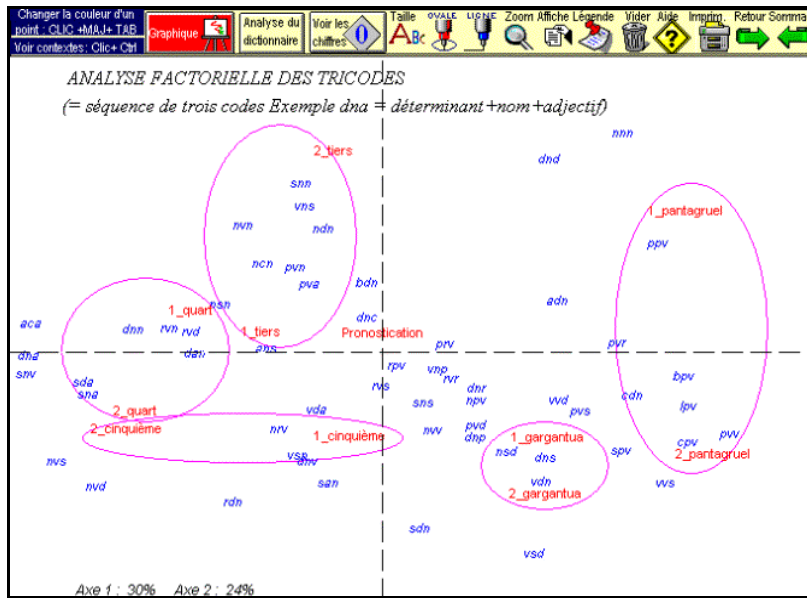 Changer la couleur d'un
point : CLIC +MAJ+ TAB
Voir contextes: Clic+ Ctrl
Graphique
Analyse du
dictionnaire
Voir les
chiffres
0
Taille
ABc
OVALE
LIGNE
Zoom
Affiche
Légende
Vider
Aide
?
Imprim.
Retour
Somma
ANALYSE FACTORIELLE DES TRICODES
(= séquence de trois codes Exemple dna = déterminant+nom+adjectif)
nnn
2_tiers
dnd
snn
vns
1_pantagruel
nvn
ndn
ppv
ncn
pvn
pva
bdn
adn
1_quart
nsn
dnc
aca
dnn
rvn
rvd
1_tiers
Pronostication
dna
dan
ans
prv
pvr
snv
rpv
vnp
rvr
bpv
sda
sna
rvs
dnr
npv
cdn
2_quart
vda
sns
vvd
pvs
lpv
2_cinquième
nrv
1_cinquième
nvv
pvd
dnp
1_gargantua
cpv
pvv
nvs
vsn
dnv
nsd
dns
spv
2_pantagruel
nvd
san
vdn
vvs
rdn
2_gargantua
sdn
vsd
Axe 1 : 30%
Axe 2 : 24%